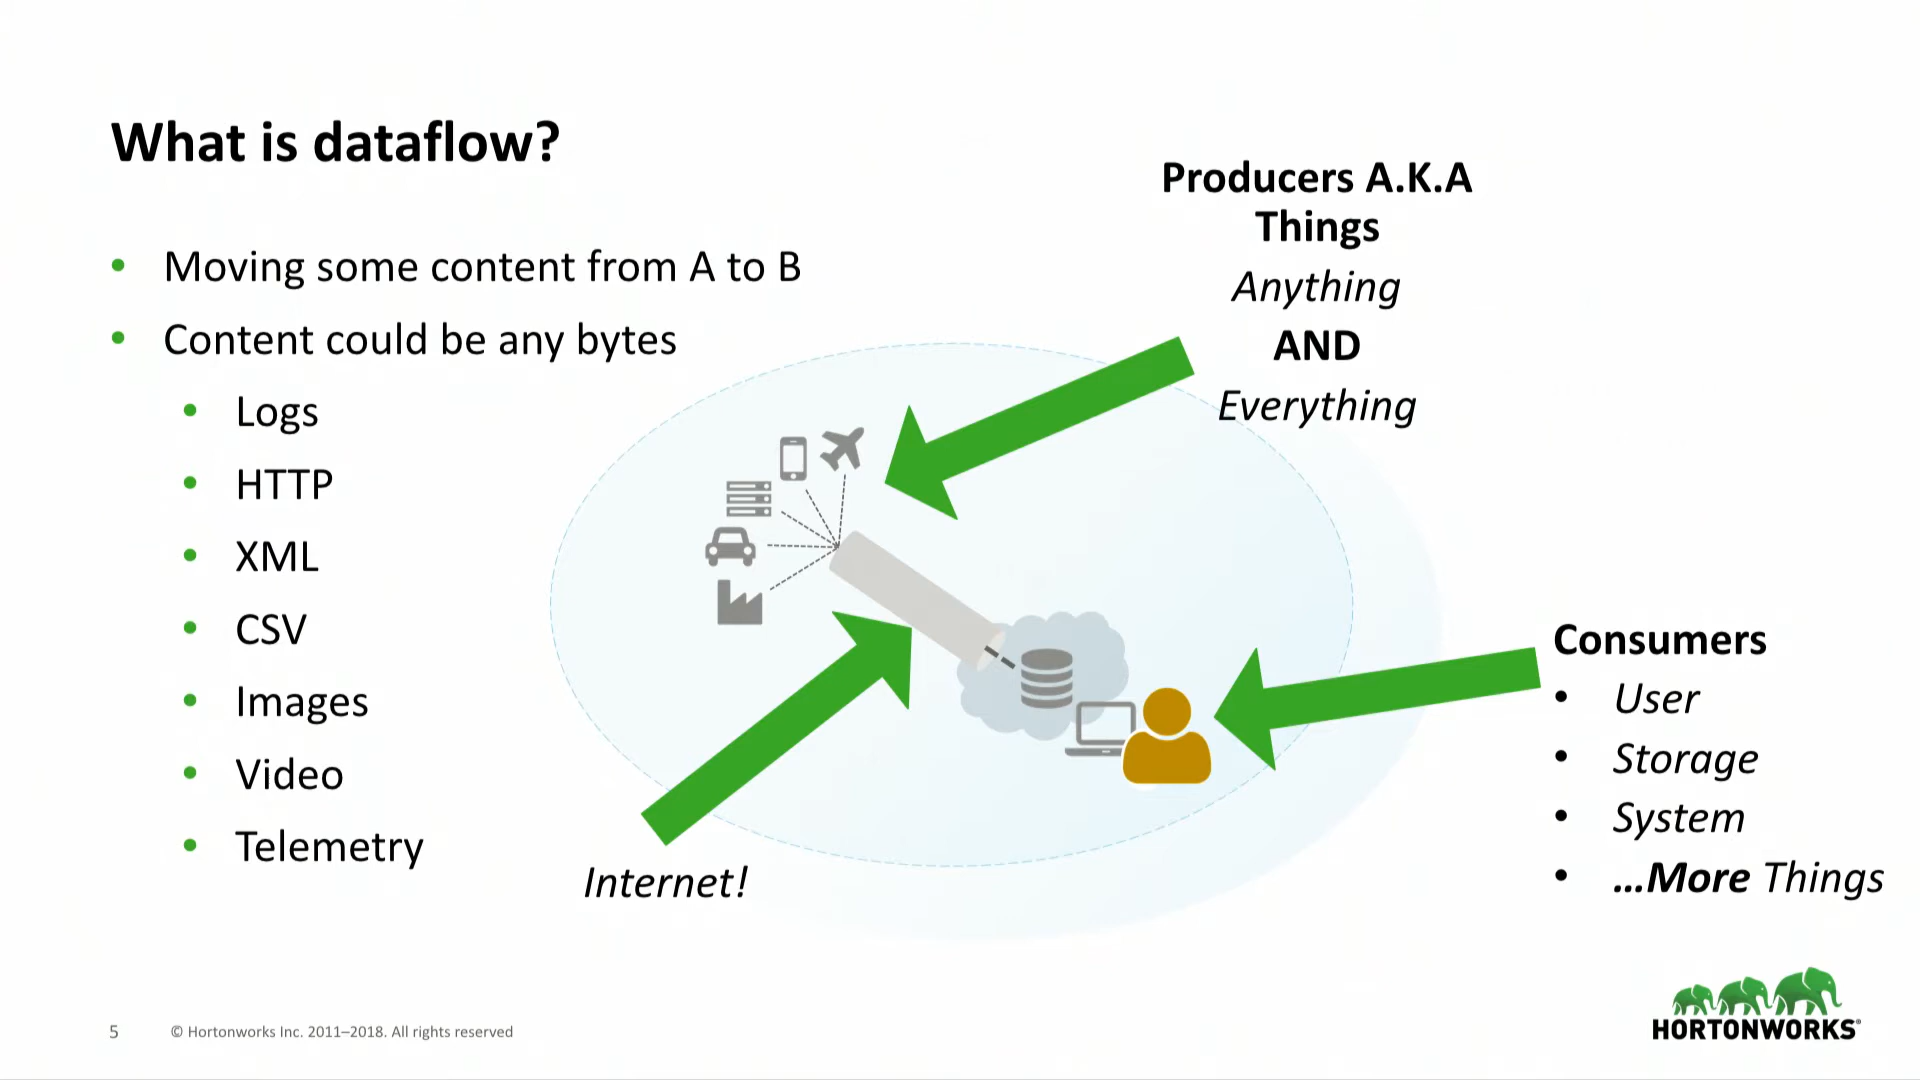 What is dataflow?
• Moving some content from A to B
• Content could be any bytes
• Logs
• HTTP
• XML
• CSV
• Images
• Video
• Telemetry
Producers A.K.A
Things
Anything
AND
Everything
Internet!
Consumers
• User
• Storage
• System
• ...More Things
5
© Hortonworks Inc. 2011–2018. All rights reserved
HORTONWORKS®